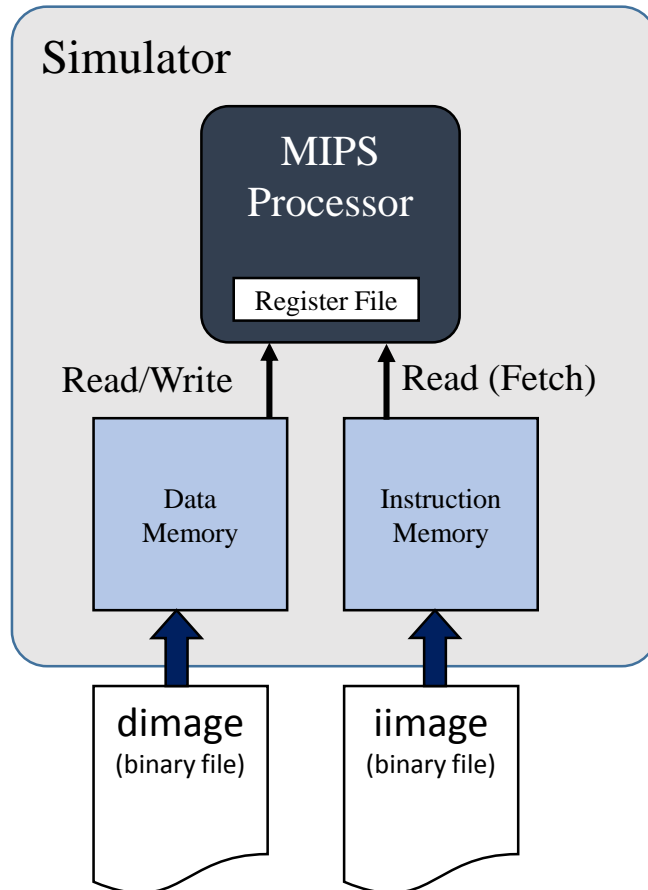 Simulator
MIPS
Processor
Register File
Read/Write
Read (Fetch)
Data
Memory
Instruction
Memory
dimage
(binary file)
iimage
(binary file)